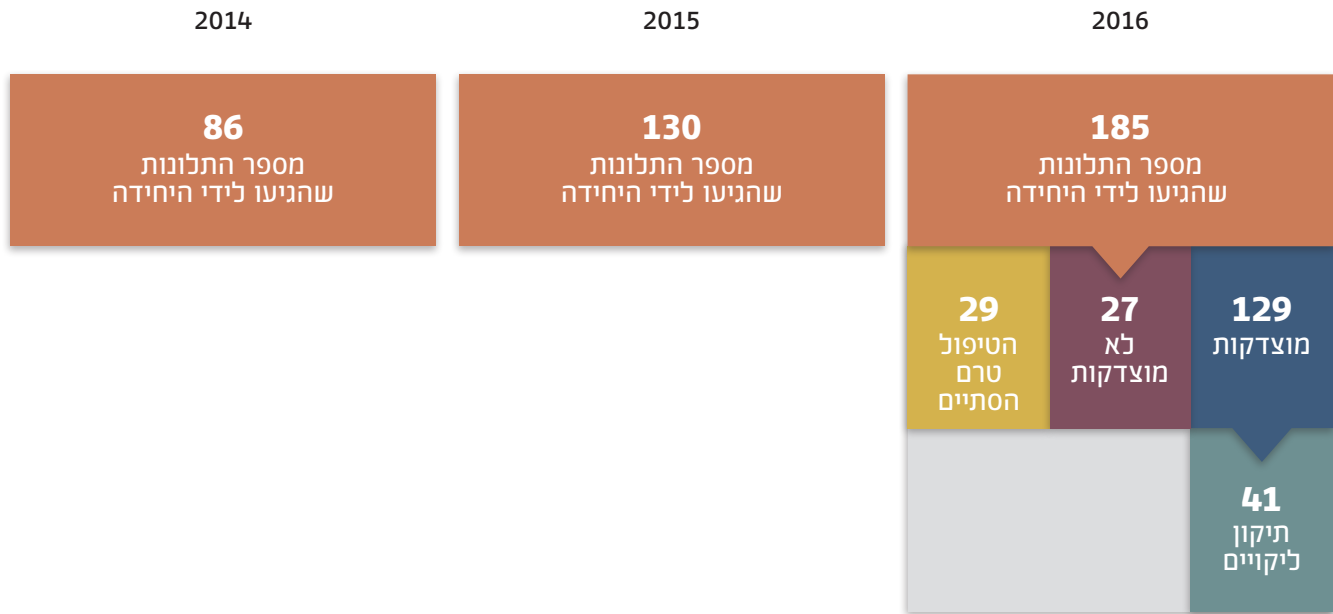 2014
2015
2016
86
מספר התלונות
שהגיעו לידי היחידה
130
מספר התלונות
שהגיעו לידי היחידה
185
מספר התלונות
שהגיעו לידי היחידה
129
מוצדקות
27
לא
מוצדקות
29
הטיפול
טרם
הסתיים
41
תיקון
ליקויים